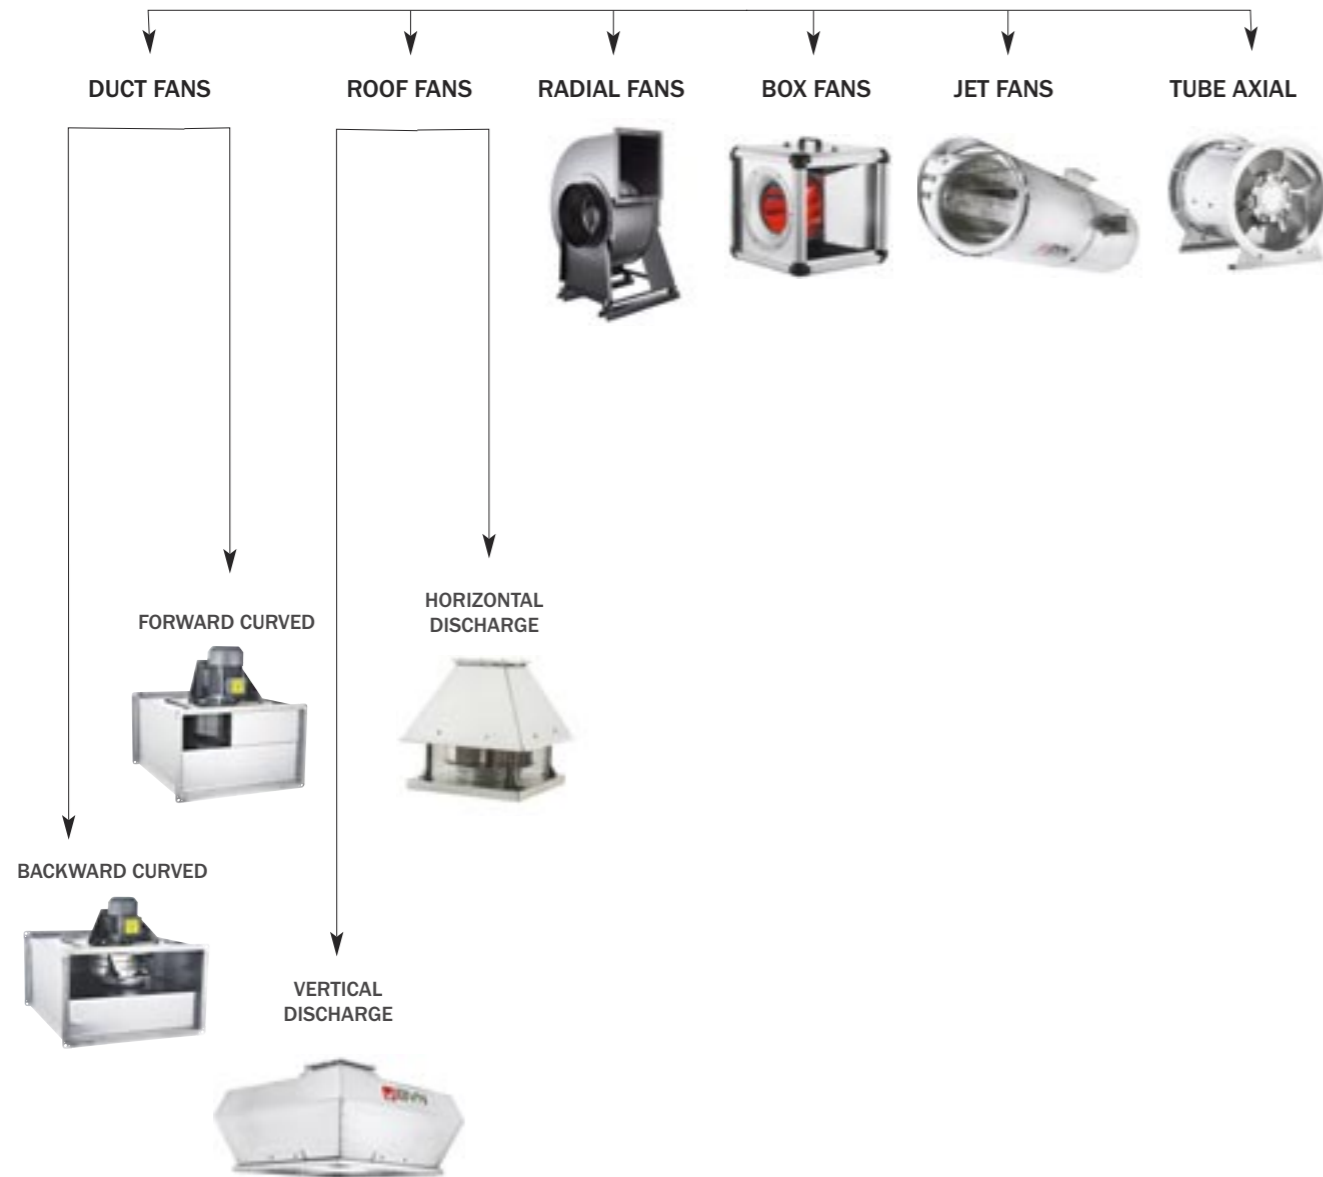 DUCT FANS
ROOF FANS
RADIAL FANS
BOX FANS
JET FANS
TUBE AXIAL
FORWARD CURVED
HORIZONTAL
DISCHARGE
BACKWARD CURVED
VERTICAL
DISCHARGE